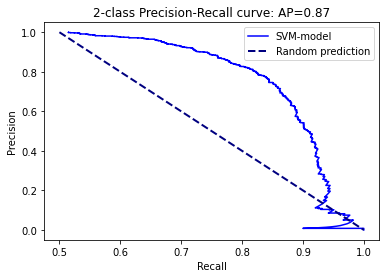 2-class Precision-Recall curve: AP=0.87
1.0
0.8
0.6
0.4
0.2
0.0
Precision
SVM-model
Random prediction
0.5
0.6
0.7
0.8
0.9
1.0
Recall